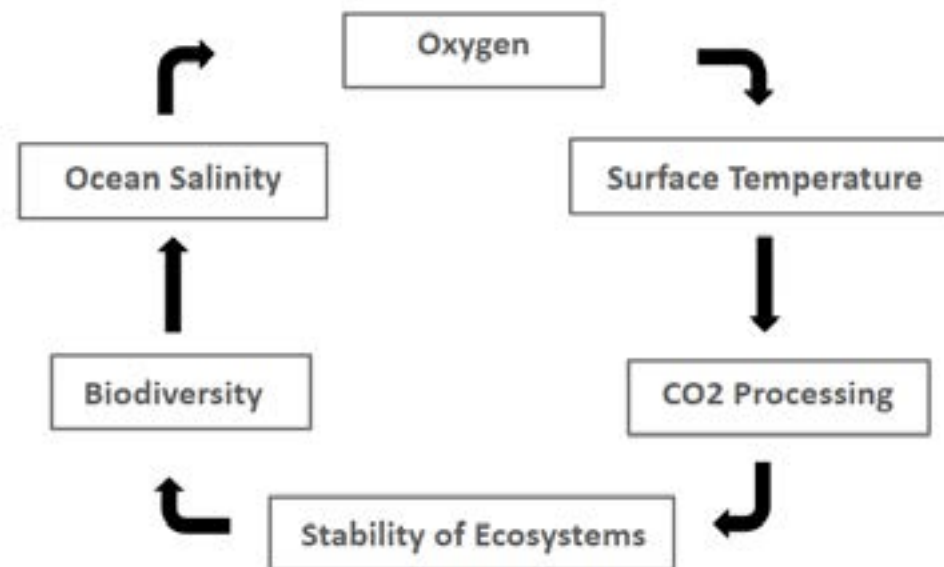 Oxygen
Surface Temperature
CO2 Processing
Stability of Ecosystems
Biodiversity
Ocean Salinity